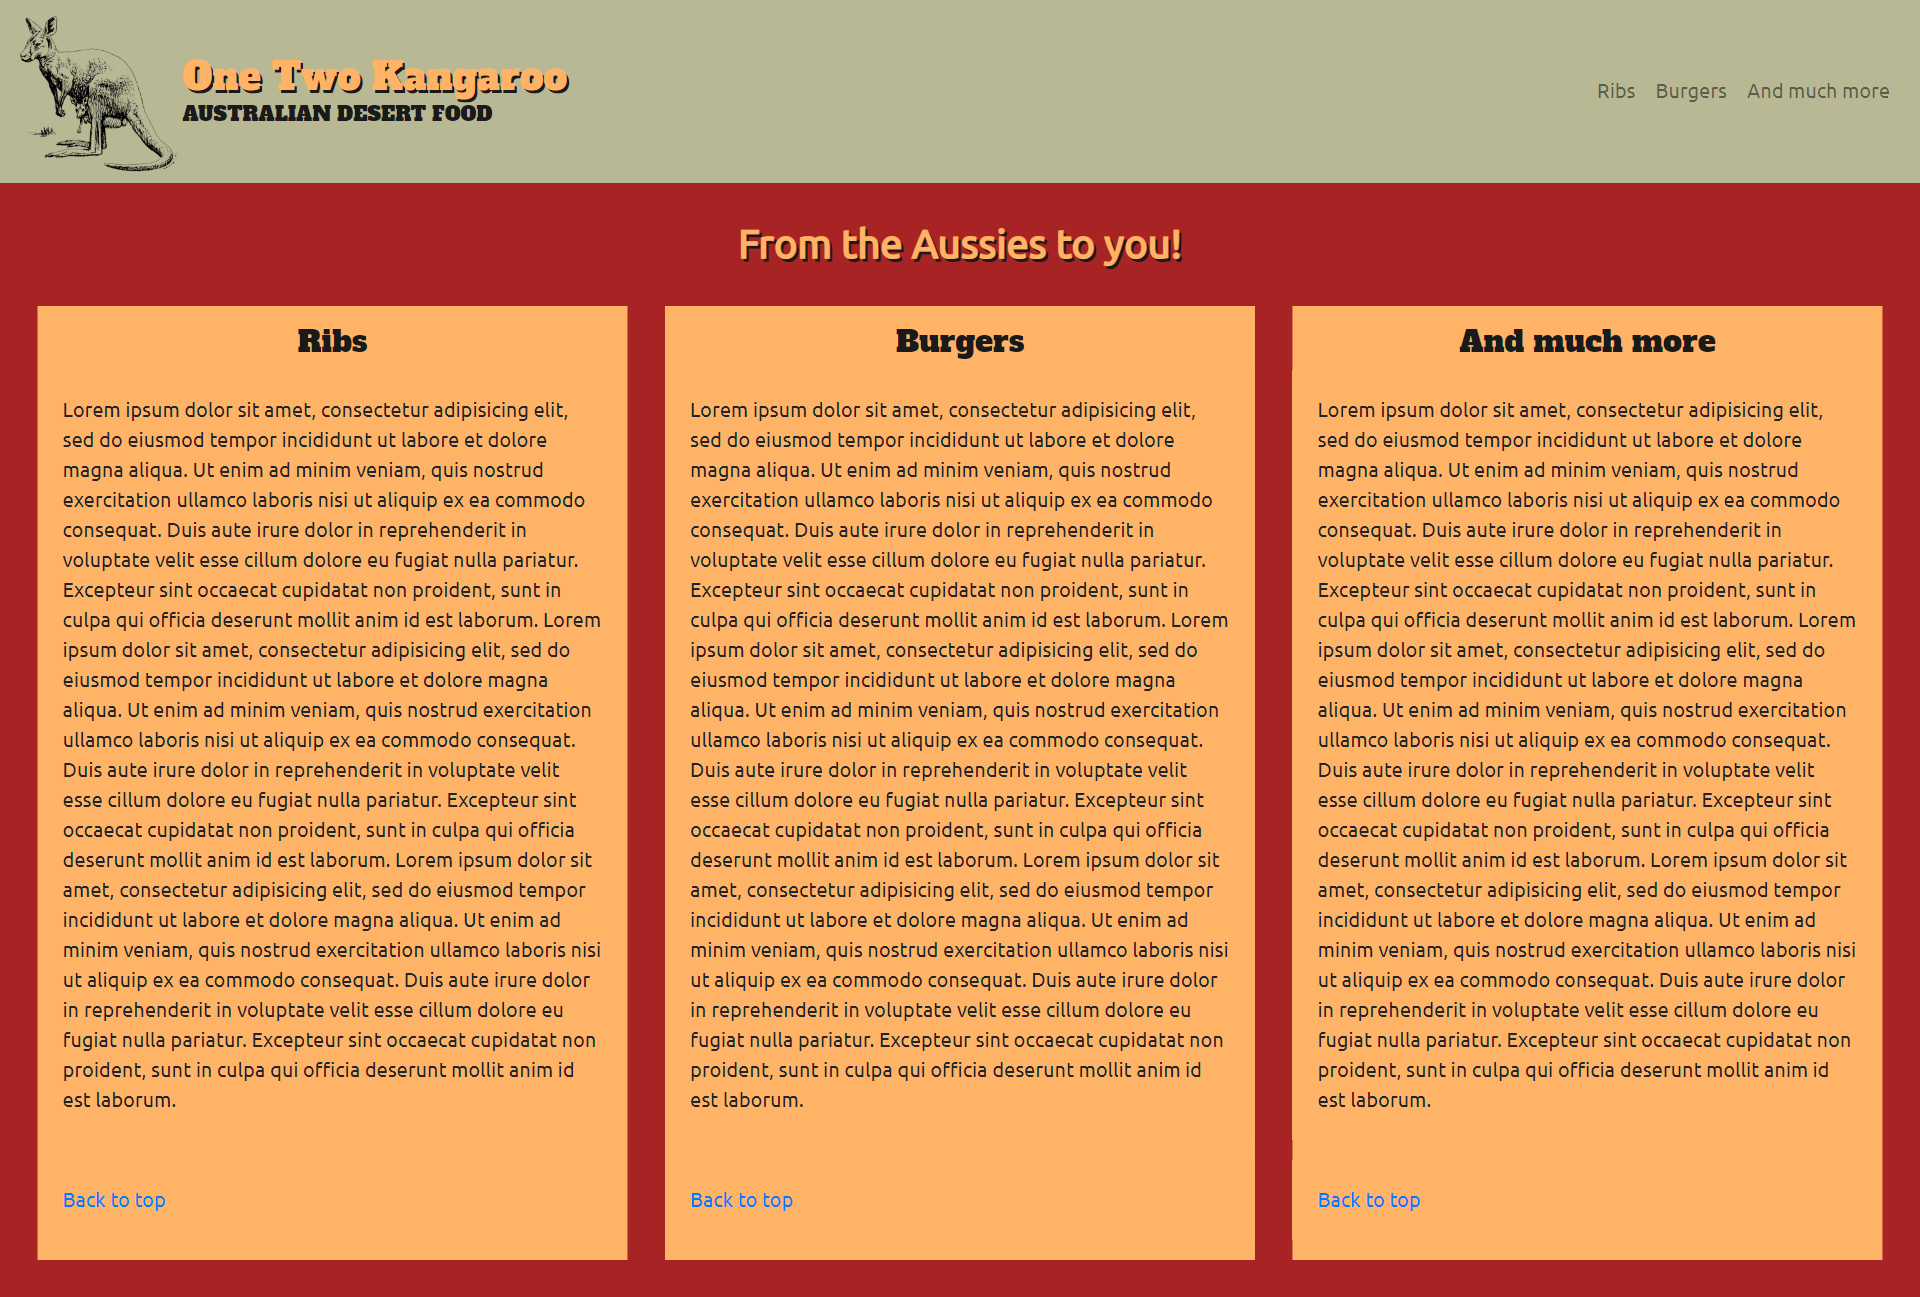 One Two Kangaroo
AUSTRALIAN DESERT FOOD
Ribs Burgers And much more
From the Aussies to you!
Ribs
Lorem ipsum dolor sit amet, consectetur adipisicing elit,
sed do eiusmod tempor incididunt ut labore et dolore
magna aliqua. Ut enim ad minim veniam, quis nostrud
exercitation ullamco laboris nisi ut aliquip ex ea commodo
consequat. Duis aute irure dolor in reprehenderit in
voluptate velit esse cillum dolore eu fugiat nulla pariatur.
Excepteur sint occaecat cupidatat non proident, sunt in
culpa qui officia deserunt mollit anim id est laborum. Lorem
ipsum dolor sit amet, consectetur adipisicing elit, sed do
eiusmod tempor incididunt ut labore et dolore magna
aliqua. Ut enim ad minim veniam, quis nostrud exercitation
ullamco laboris nisi ut aliquip ex ea commodo consequat.
Duis aute irure dolor in reprehenderit in voluptate velit
esse cillum dolore eu fugiat nulla pariatur. Excepteur sint
occaecat cupidatat non proident, sunt in culpa qui officia
deserunt mollit anim id est laborum. Lorem ipsum dolor sit
amet, consectetur adipisicing elit, sed do eiusmod tempor
incididunt ut labore et dolore magna aliqua. Ut enim ad
minim veniam, quis nostrud exercitation ullamco laboris nisi
ut aliquip ex ea commodo consequat. Duis aute irure dolor
in reprehenderit in voluptate velit esse cillum dolore eu
fugiat nulla pariatur. Excepteur sint occaecat cupidatat non
proident, sunt in culpa qui officia deserunt mollit anim id
est laborum.
Back to top
Burgers
Lorem ipsum dolor sit amet, consectetur adipisicing elit,
sed do eiusmod tempor incididunt ut labore et dolore
magna aliqua. Ut enim ad minim veniam, quis nostrud
exercitation ullamco laboris nisi ut aliquip ex ea commodo
consequat. Duis aute irure dolor in reprehenderit in
voluptate velit esse cillum dolore eu fugiat nulla pariatur.
Excepteur sint occaecat cupidatat non proident, sunt in
culpa qui officia deserunt mollit anim id est laborum. Lorem
ipsum dolor sit amet, consectetur adipisicing elit, sed do
eiusmod tempor incididunt ut labore et dolore magna
aliqua. Ut enim ad minim veniam, quis nostrud exercitation
ullamco laboris nisi ut aliquip ex ea commodo consequat.
Duis aute irure dolor in reprehenderit in voluptate velit
esse cillum dolore eu fugiat nulla pariatur. Excepteur sint
occaecat cupidatat non proident, sunt in culpa qui officia
deserunt mollit anim id est laborum. Lorem ipsum dolor sit
amet, consectetur adipisicing elit, sed do eiusmod tempor
incididunt ut labore et dolore magna aliqua. Ut enim ad
minim veniam, quis nostrud exercitation ullamco laboris nisi
ut aliquip ex ea commodo consequat. Duis aute irure dolor
in reprehenderit in voluptate velit esse cillum dolore eu
fugiat nulla pariatur. Excepteur sint occaecat cupidatat non
proident, sunt in culpa qui officia deserunt mollit anim id
est laborum.
Back to top
And much more
Lorem ipsum dolor sit amet, consectetur adipisicing elit,
sed do eiusmod tempor incididunt ut labore et dolore
magna aliqua. Ut enim ad minim veniam, quis nostrud
exercitation ullamco laboris nisi ut aliquip ex ea commodo
consequat. Duis aute irure dolor in reprehenderit in
voluptate velit esse cillum dolore eu fugiat nulla pariatur.
Excepteur sint occaecat cupidatat non proident, sunt in
culpa qui officia deserunt mollit anim id est laborum. Lorem
ipsum dolor sit amet, consectetur adipisicing elit, sed do
eiusmod tempor incididunt ut labore et dolore magna
aliqua. Ut enim ad minim veniam, quis nostrud exercitation
ullamco laboris nisi ut aliquip ex ea commodo consequat.
Duis aute irure dolor in reprehenderit in voluptate velit
esse cillum dolore eu fugiat nulla pariatur. Excepteur sint
occaecat cupidatat non proident, sunt in culpa qui officia
deserunt mollit anim id est laborum. Lorem ipsum dolor sit
amet, consectetur adipisicing elit, sed do eiusmod tempor
incididunt ut labore et dolore magna aliqua. Ut enim ad
minim veniam, quis nostrud exercitation ullamco laboris nisi
ut aliquip ex ea commodo consequat. Duis aute irure dolor
in reprehenderit in voluptate velit esse cillum dolore eu
fugiat nulla pariatur. Excepteur sint occaecat cupidatat non
proident, sunt in culpa qui officia deserunt mollit anim id
est laborum.
Back to top